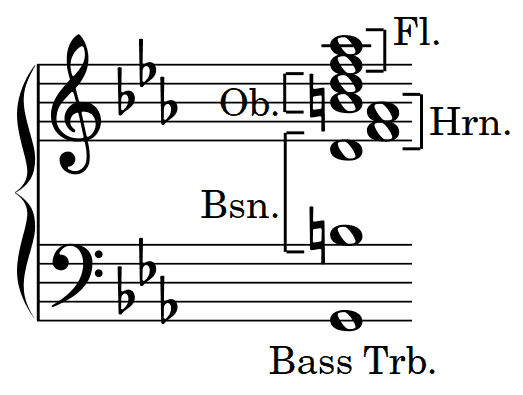 Fl.
Ob.
Hrn.
Bsn.
Bass Trb.